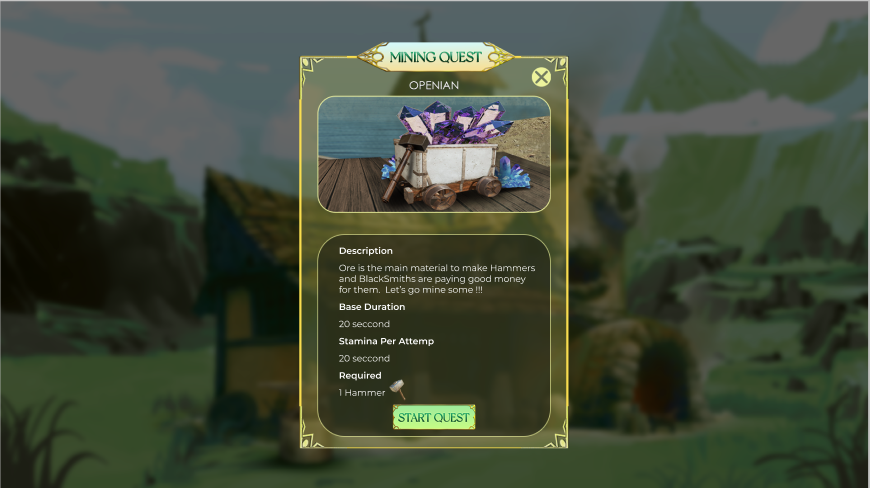 MINING QUEST
OPENIAN
Description
Ore is the main material to make Hammers
and BlackSmiths are paying good money
for them. Let's go mine some !!!
Base Duration
20 seccond
Stamina Per Attemp
20 seccond
Required
1 Hammer
START QUEST